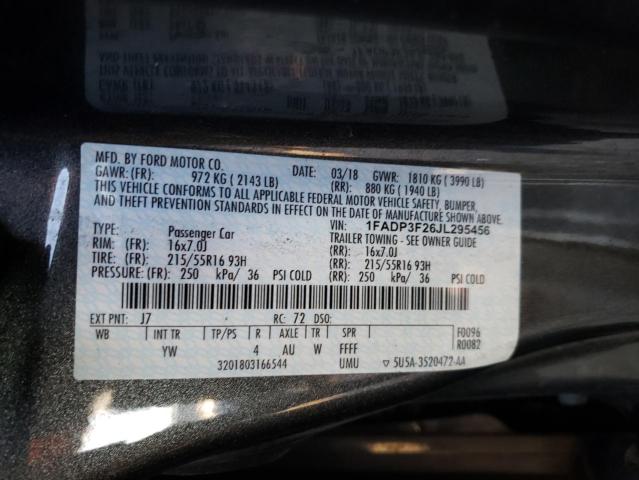 MFD. BY FORD MOTOR CO.
DATE: 03/18 GVWR: 1810 KG ( 3990 LB)
GAWR: (FR): 972 KG ( 2143 LB) (RR): 880 KG ( 1940 LB)
THIS VEHICLE CONFORMS TO ALL APPLICABLE FEDERAL MOTOR VEHICLE SAFETY, BUMPER,
AND THEFT PREVENTION STANDARDS IN EFFECT ON THE DATE OF MANUFACTURE SHOWN ABOVE.
VIN: 1FADP3F26JL295456
TYPE: Passenger Car TRAILER TOWING - SEE OWNER GUIDE
RIM: (FR): 16x7.0J (RR): 16x7.0J
TIRE: (FR): 215/55R16 93H (RR): 215/55R16 93H
PRESSURE: (FR): 250 kPa/ 36 PSI COLD (RR): 250 kPa/ 36 PSI COLD
EXT PNT: J7 RC: 72 DSO:
F0096
WB INT TR TP/PS R AXLE TR SPR R0082
YW 4 AU W FFFF
3201803166544 UMU ▽ 5U5A-3520472-AA